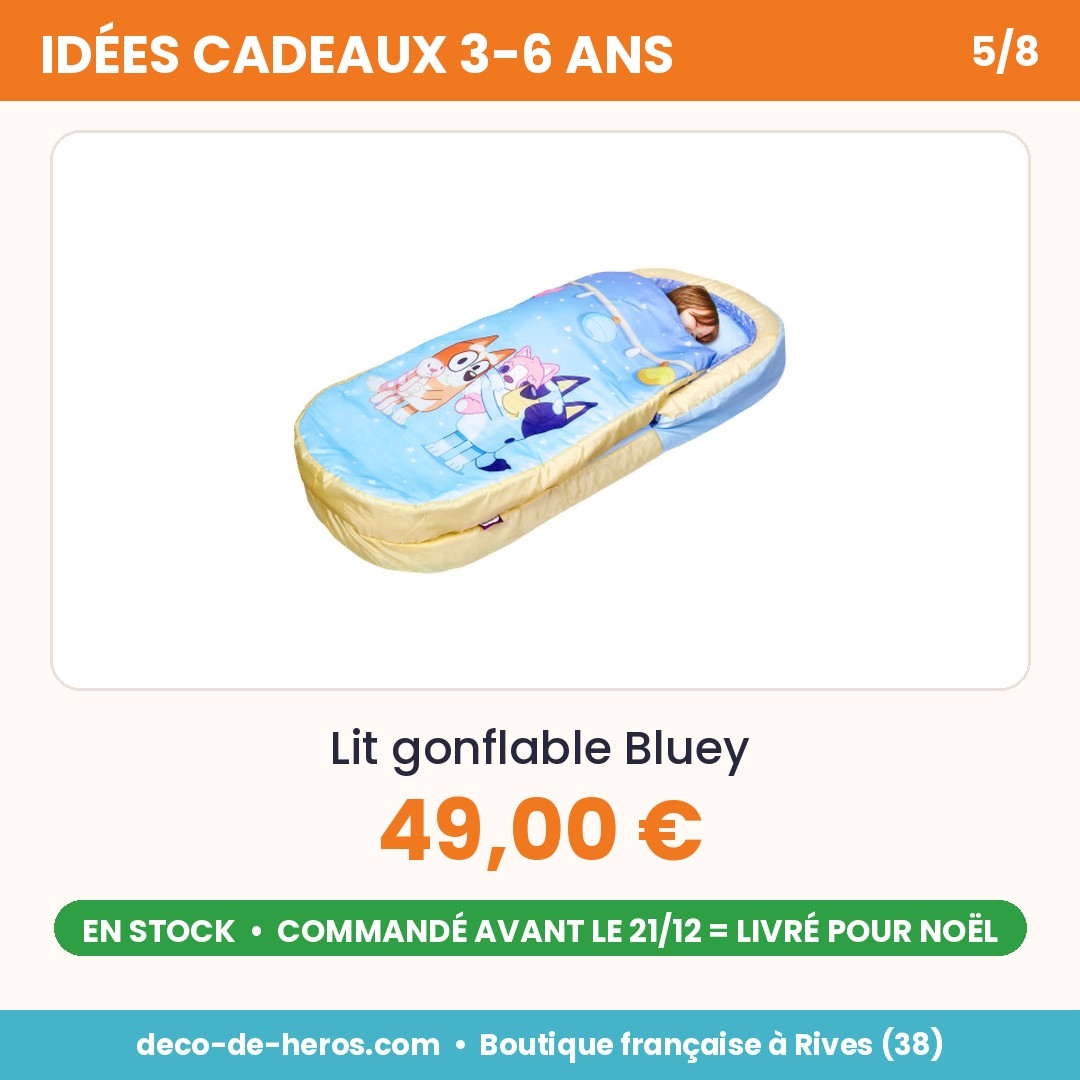 IDÉES CADEAUX 3-6 ANS
5/8
Lit gonflable Bluey
49,00 €
EN STOCK • COMMANDÉ AVANT LE 21/12 = LIVRÉ POUR NOËL
deco-de-heros.com • Boutique française à Rives (38)